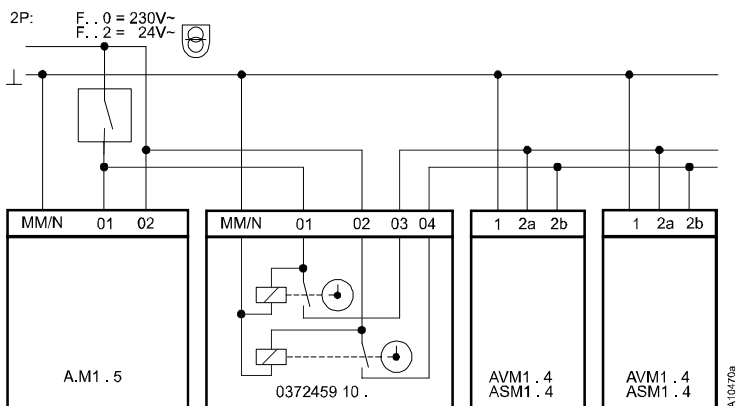 2P: F. . 0 = 230V~
F. . 2 = 24V~
MM/N 01 02
MM/N 01 02 03 04
1 2a 2b
1 2a 2b
A.M1 . 5
0372459 10 .
AVM1 . 4
ASM1 . 4
AVM1 . 4
ASM1 . 4
A10470a